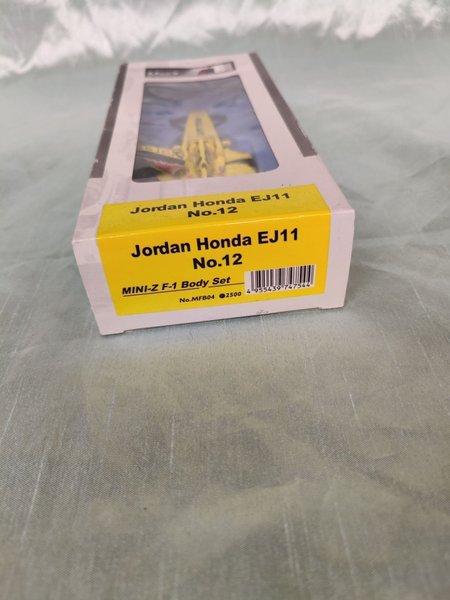 Jordan Honda EJ11
No.12
Jordan Honda EJ11
No.12
MINI-Z F-1 Body Set
No.MFB04 ●2500
4 955439 747544